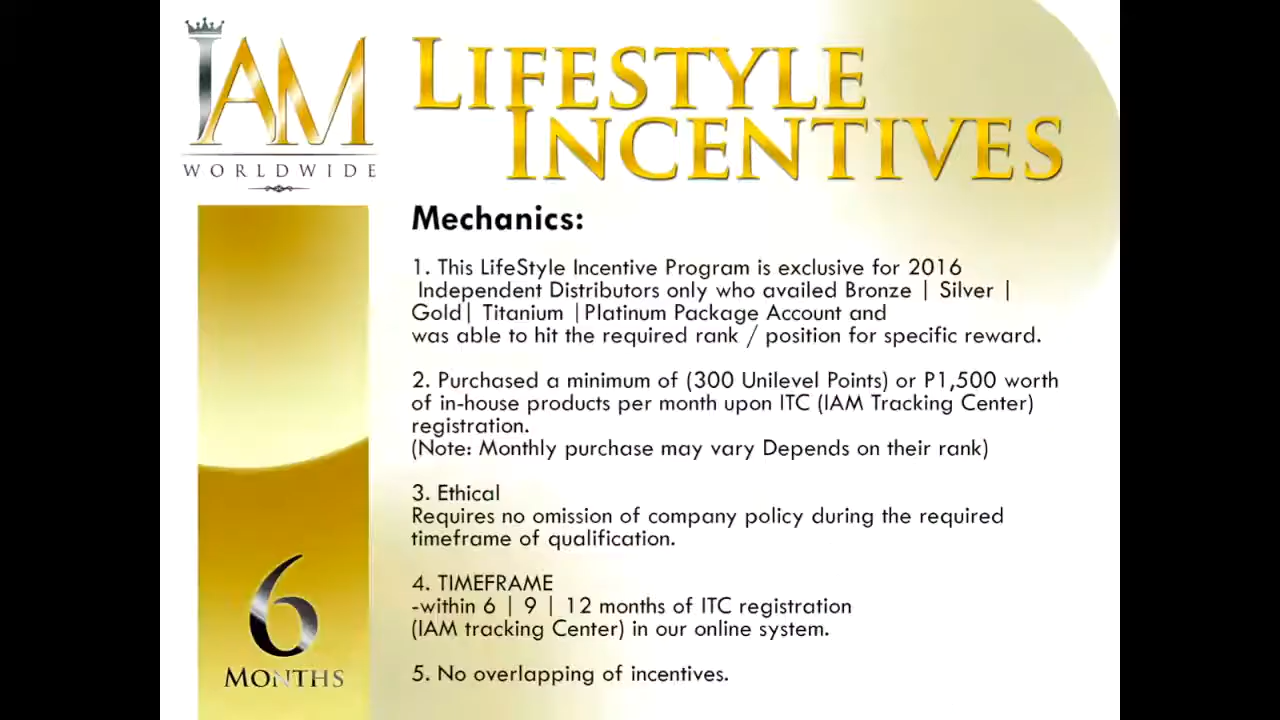 IAM
WORLDWIDE
LIFESTYLE
INCENTIVES
Mechanics:
1. This LifeStyle Incentive Program is exclusive for 2016
Independent Distributors only who availed Bronze | Silver |
Gold| Titanium |Platinum Package Account and
was able to hit the required rank / position for specific reward.
2. Purchased a minimum of (300 Unilevel Points) or P1,500 worth
of in-house products per month upon ITC (IAM Tracking Center)
registration.
(Note: Monthly purchase may vary Depends on their rank)
3. Ethical
Requires no omission of company policy during the required
timeframe of qualification.
4. TIMEFRAME
-within 6 | 9 | 12 months of ITC registration
(IAM tracking Center) in our online system.
5. No overlapping of incentives.
6
MONTHS